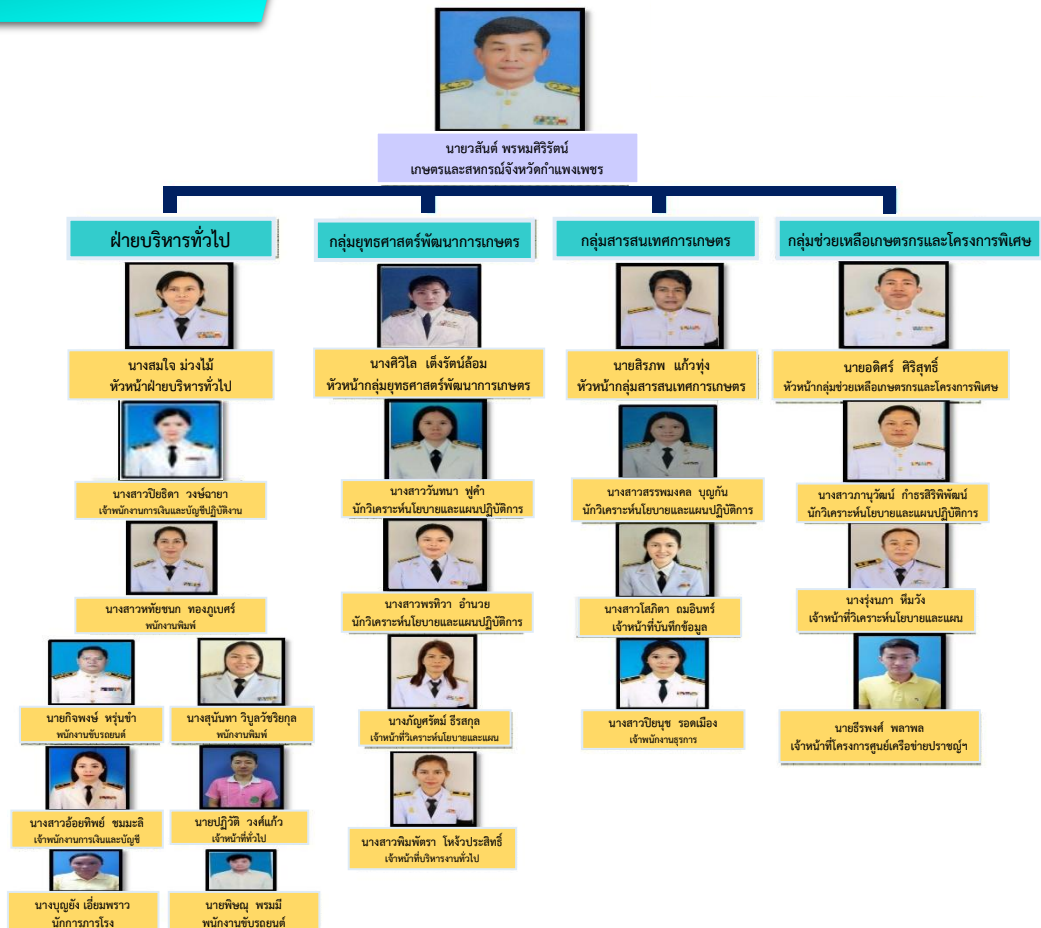 นายวสันต์ พรหมศิริรัตน์
เกษตรและสหกรณ์จังหวัดกำแพงเพชร
ฝ่ายบริหารทั่วไป
นางสมใจ ม่วงไม้
หัวหน้าฝ่ายบริหารทั่วไป
นางสาวปิยธิดา วงษ์ฉายา
เจ้าพนักงานการเงินและบัญชีปฏิบัติงาน
นางสาวหทัยชนก ทองภูเบศร์
พนักงานพิมพ์
นายกิจพงษ์ หรุ่นขำ
พนักงานขับรถยนต์
นางสุนันทา วิบูลวัชริยกุล
พนักงานพิมพ์
นางสาวอ้อยทิพย์ ชมมะลิ
เจ้าพนักงานการเงินและบัญชี
นายปฏิวัติ วงศ์แก้ว
เจ้าหน้าที่ทั่วไป
นางบุญยัง เอี่ยมพราว
นักการภารโรง
นายพิษณุ พรมมี
พนักงานขับรถยนต์
กลุ่มยุทธศาสตร์พัฒนาการเกษตร
นางศิวิไล เต็งรัตน์ล้อม
หัวหน้ากลุ่มยุทธศาสตร์พัฒนาการเกษตร
นางสาววันทนา ฟูคำ
นักวิเคราะห์นโยบายและแผนปฏิบัติการ
นางสาวพรทิวา อำนวย
นักวิเคราะห์นโยบายและแผนปฏิบัติการ
นางภัญศรัตม์ ธีรสกุล
เจ้าหน้าที่วิเคราะห์นโยบายและแผน
นางสาวพิมพัตรา โหง้วประสิทธิ์
เจ้าหน้าที่บริหารงานทั่วไป
กลุ่มสารสนเทศการเกษตร
นายสิรภพ แก้วทุ่ง
หัวหน้ากลุ่มสารสนเทศการเกษตร
นางสาวสรรพมงคล บุญกัน
นักวิเคราะห์นโยบายและแผนปฏิบัติการ
นางสาวโสภิตา ถมอินทร์
เจ้าหน้าที่บันทึกข้อมูล
นางสาวปิยนุช รอดเมือง
เจ้าพนักงานธุรการ
กลุ่มช่วยเหลือเกษตรกรและโครงการพิเศษ
นายอดิศร์ ศิริสุทธิ์
หัวหน้ากลุ่มช่วยเหลือเกษตรกรและโครงการพิเศษ
นางสาวภานุวัฒน์ กำธรสิริพิพัฒน์
นักวิเคราะห์นโยบายและแผนปฏิบัติการ
นางรุ่งนภา หีมวัง
เจ้าหน้าที่วิเคราะห์นโยบายและแผน
นายธีรพงศ์ พลาพล
เจ้าหน้าที่โครงการศูนย์เครือข่ายปราชญ์ฯ